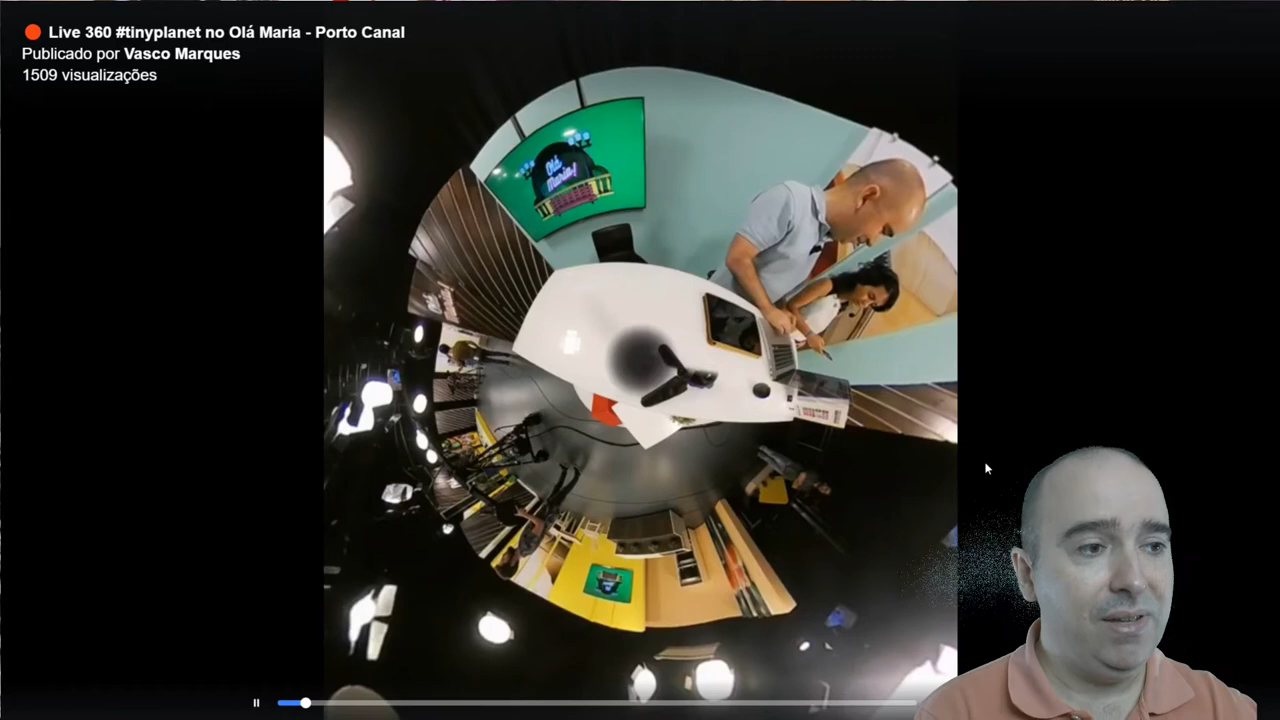 Live 360 #tinyplanet no Olá Maria - Porto Canal
Publicado por Vasco Marques
1509 visualizações
Olá
Maria!